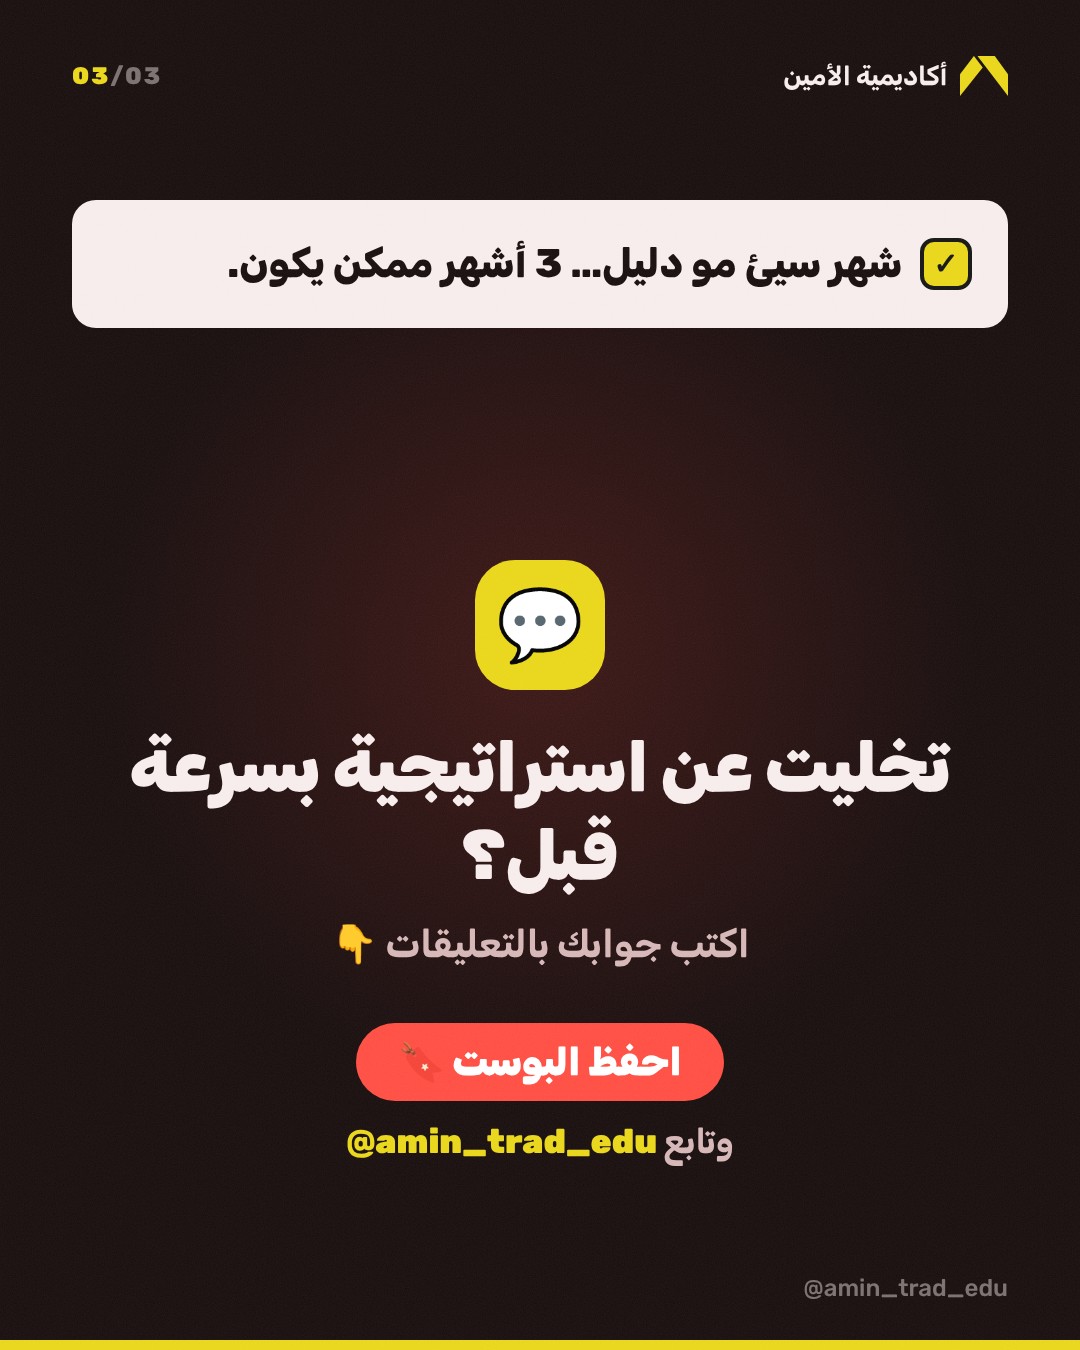 أكاديمية الأمين
03/03
✓ شهر سيئ مو دليل... 3 أشهر ممكن يكون.
تخليت عن استراتيجية بسرعة
قبل؟
اكتب جوابك بالتعليقات 👇
احفظ البوست 🔖
وتابع @amin_trad_edu
@amin_trad_edu